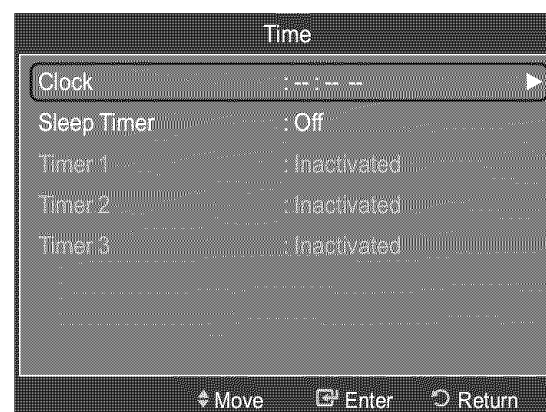 Time
Clock : -- : -- --
Sleep Timer : Off
Timer 1 : Inactivated
Timer 2 : Inactivated
Timer 3 : Inactivated
Move Enter Return